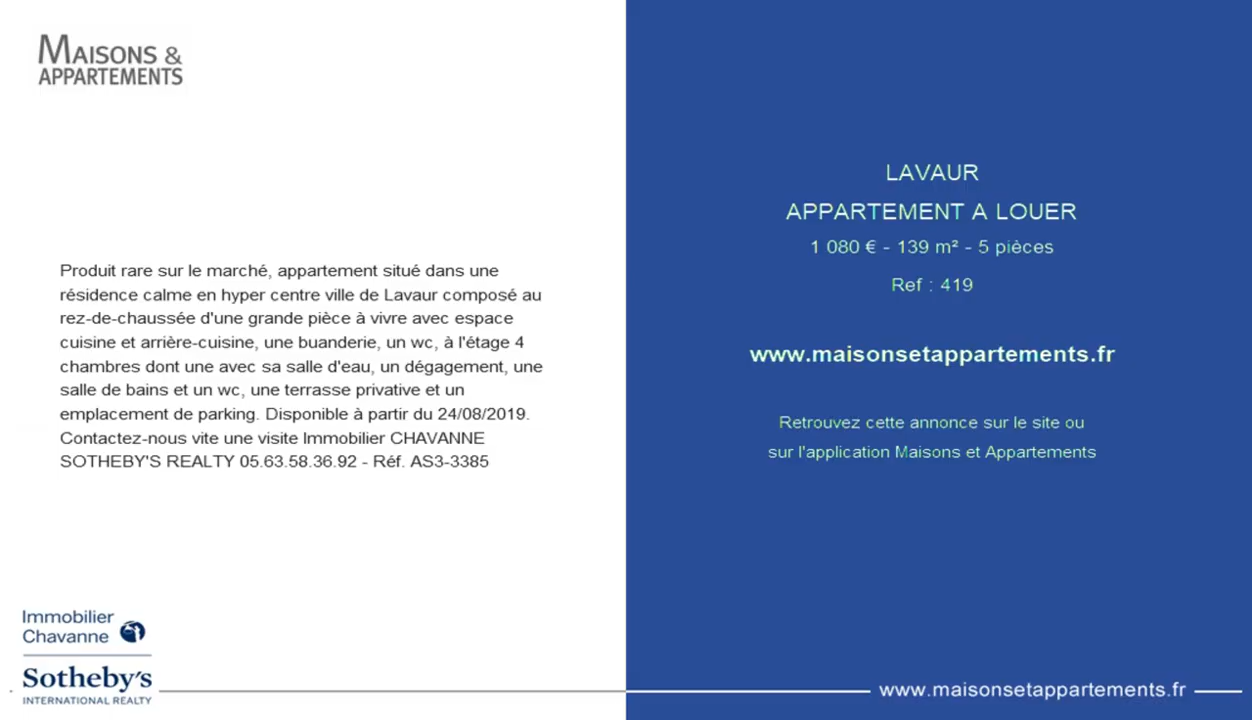 MAISONS &
APPARTEMENTS
Produit rare sur le marché, appartement situé dans une
résidence calme en hyper centre ville de Lavaur composé au
rez-de-chaussée d'une grande pièce à vivre avec espace
cuisine et arrière-cuisine, une buanderie, un wc, à l'étage 4
chambres dont une avec sa salle d'eau, un dégagement, une
salle de bains et un wc, une terrasse privative et un
emplacement de parking. Disponible à partir du 24/08/2019.
Contactez-nous vite une visite Immobilier CHAVANNE
SOTHEBY'S REALTY 05.63.58.36.92 - Réf. AS3-3385
Immobilier
Chavanne
Sotheby's
INTERNATIONAL REALTY
LAVAUR
APPARTEMENT A LOUER
1 080 € - 139 m² - 5 pièces
Ref : 419
www.maisonsetappartements.fr
Retrouvez cette annonce sur le site ou
sur l'application Maisons et Appartements
www.maisonsetappartements.fr